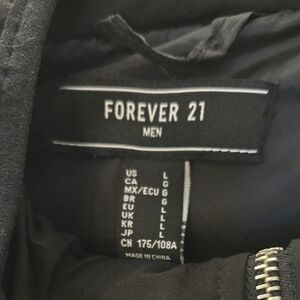 FOREVER 21
MEN
US L
CA G
MX/ECU G
BR G
EU L
UK L
KR L
JP L
CN 175/108A
MADE IN CHINA